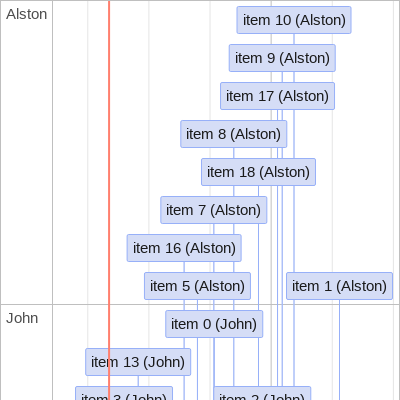 Alston
item 10 (Alston)
item 9 (Alston)
item 17 (Alston)
item 8 (Alston)
item 18 (Alston)
item 7 (Alston)
item 16 (Alston)
item 5 (Alston)
item 1 (Alston)
John
item 0 (John)
item 13 (John)
item 3 (John)
item 2 (John)